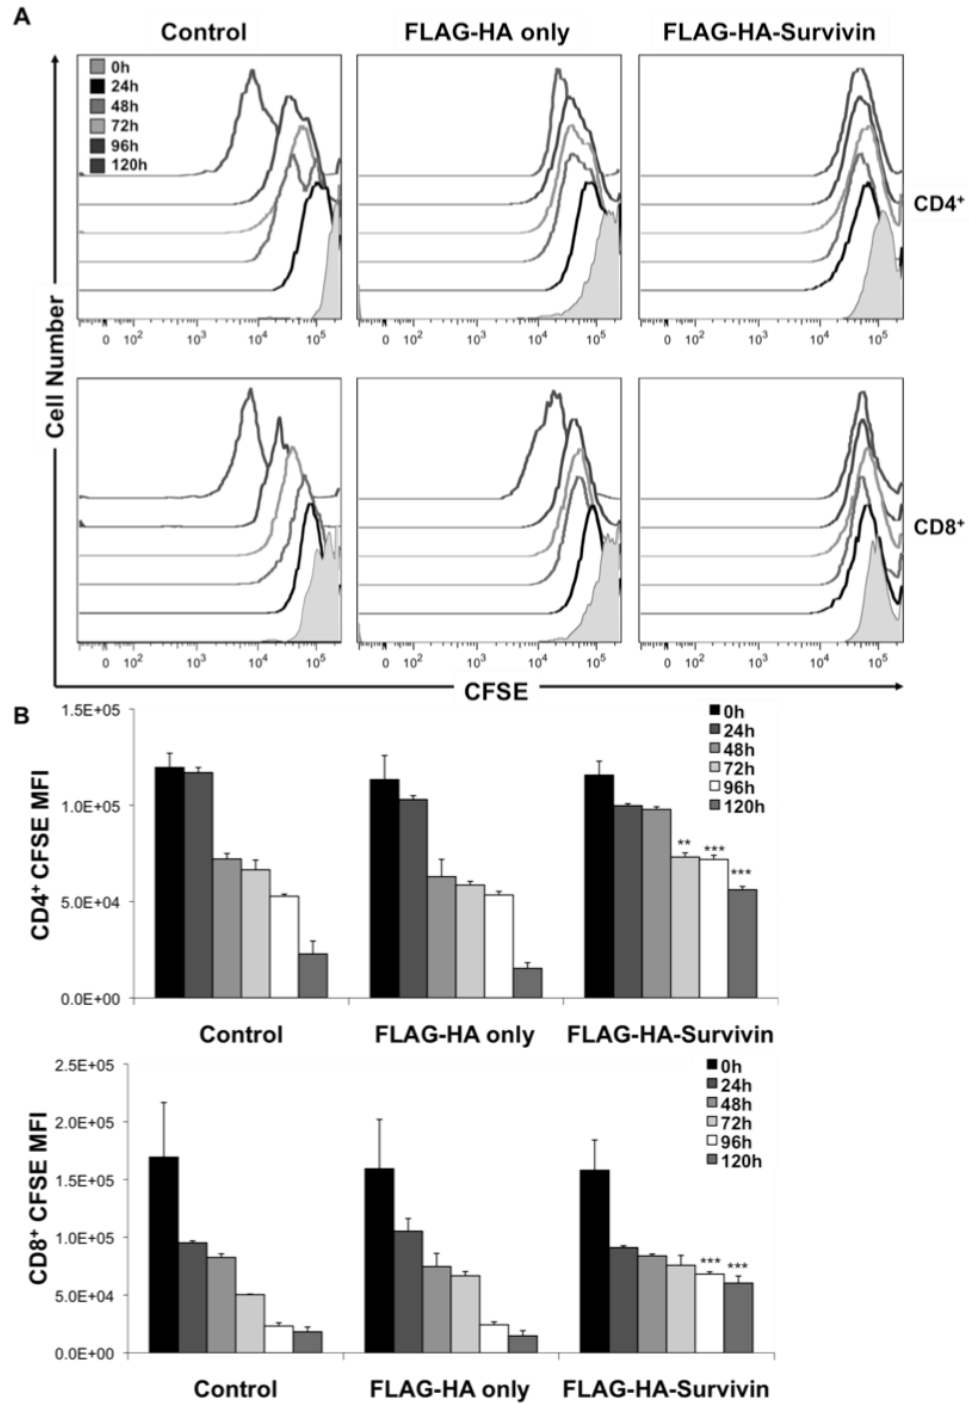 A
Control
FLAG-HA only
FLAG-HA-Survivin
0h
24h
48h
72h
96h
120h
CD4⁺
0 10² 10³ 10⁴ 10⁵
0 10² 10³ 10⁴ 10⁵
0 10² 10³ 10⁴ 10⁵
Cell Number
CD8⁺
0 10² 10³ 10⁴ 10⁵
0 10² 10³ 10⁴ 10⁵
0 10² 10³ 10⁴ 10⁵
CFSE
B
CD4⁺ CFSE MFI
1.5E+05
1.0E+05
5.0E+04
0.0E+00
0h
24h
48h
72h
96h
120h
** *** ***
Control
FLAG-HA only
FLAG-HA-Survivin
CD8⁺ CFSE MFI
2.5E+05
2.0E+05
1.5E+05
1.0E+05
5.0E+04
0.0E+00
0h
24h
48h
72h
96h
120h
*** ***
Control
FLAG-HA only
FLAG-HA-Survivin